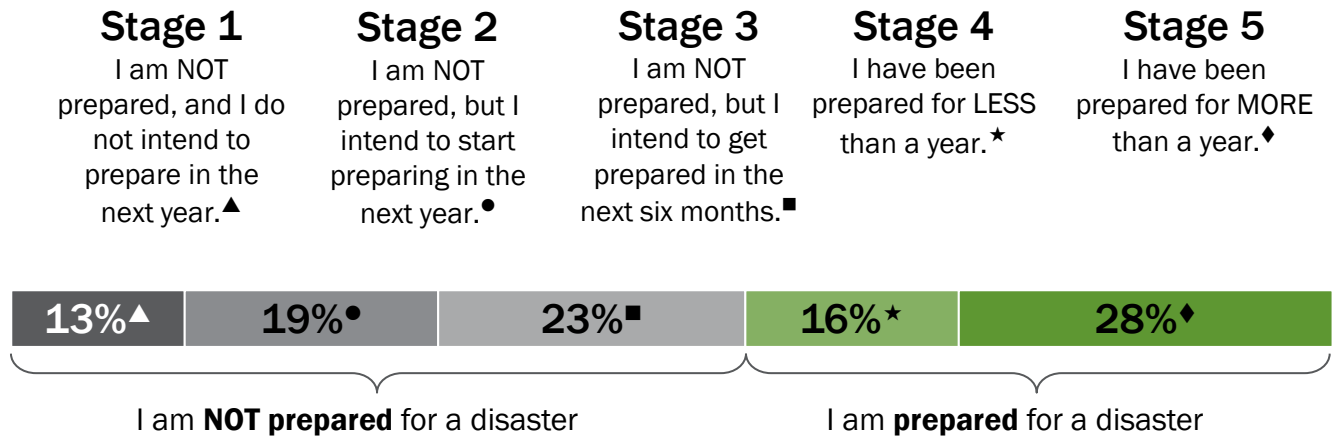 Stage 1
I am NOT
prepared, and I do
not intend to
prepare in the
next year.▲
Stage 2
I am NOT
prepared, but I
intend to start
preparing in the
next year.●
Stage 3
I am NOT
prepared, but I
intend to get
prepared in the
next six months.■
Stage 4
I have been
prepared for LESS
than a year.★
Stage 5
I have been
prepared for MORE
than a year.♦
13%▲
19%●
23%■
16%★
28%♦
I am NOT prepared for a disaster
I am prepared for a disaster